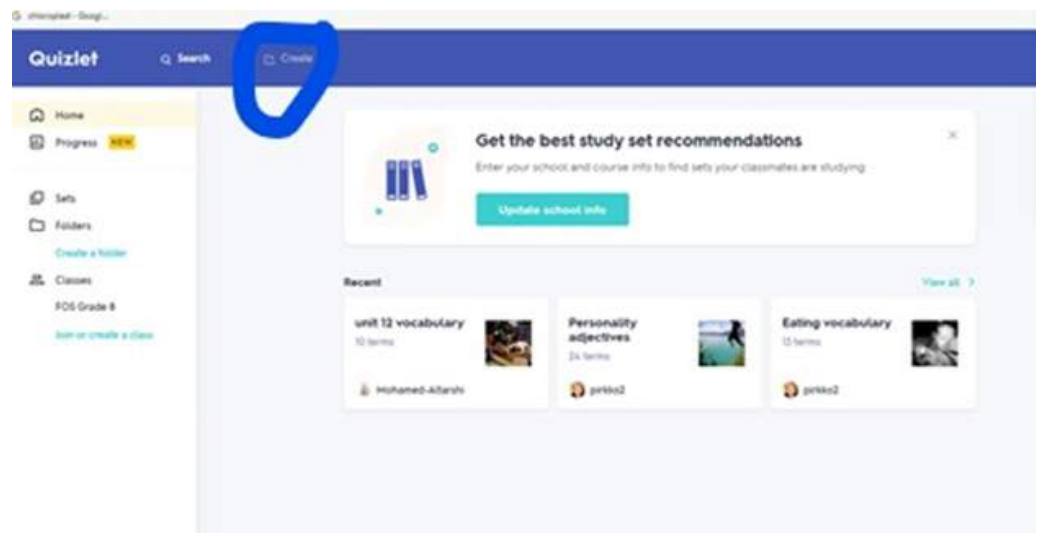 Quizlet
Search
Create
Home
Progress NEW
Sets
Folders
Create a folder
Classes
FOS Grade 8
Join or create a class
Get the best study set recommendations
Enter your school and course info to find sets your classmates are studying
Update school info
Recent
View all
unit 12 vocabulary
10 terms
Mohamed-Altarshi
Personality
adjectives
24 terms
pirkko2
Eating vocabulary
13 terms
pirkko2